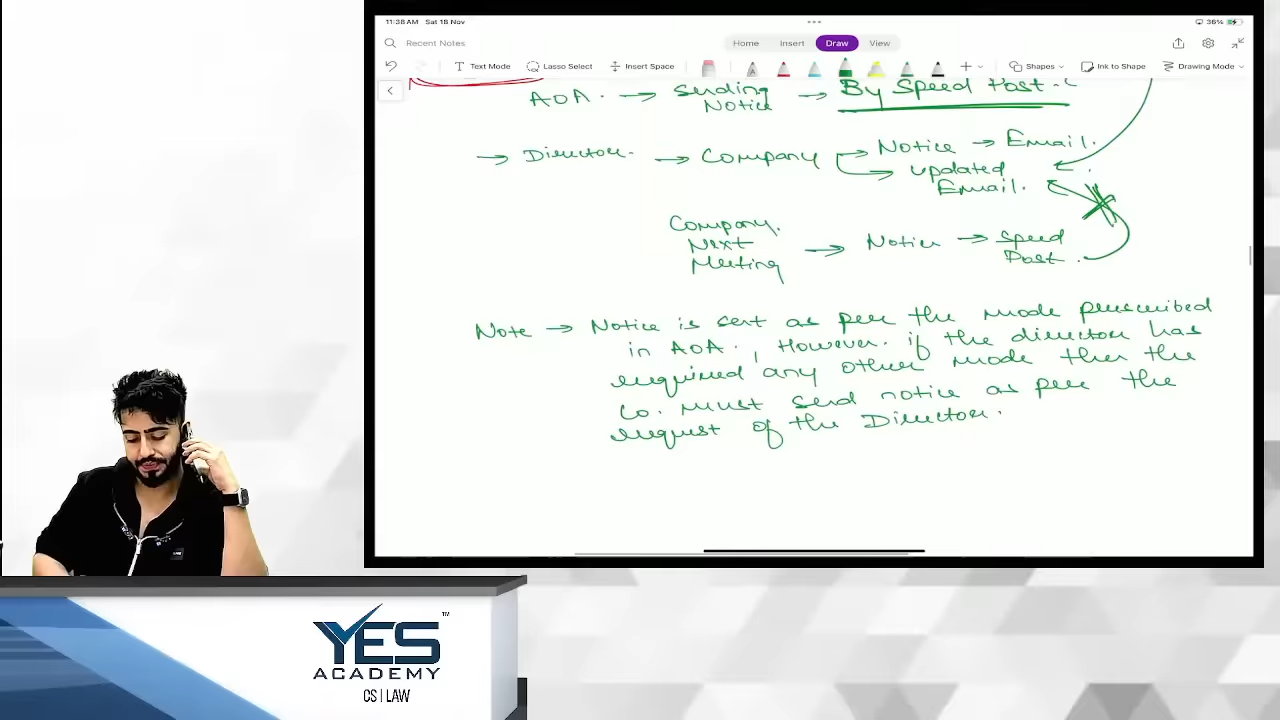 11:38 AM Sat 18 Nov
36%
Recent Notes
Home Insert Draw View
Text Mode Lasso Select Insert Space Shapes Ink to Shape Drawing Mode
AOA. → Sending Notice → By Speed Post.
→ Director. → Company → Notice → Email.
→ updated Email.
Company. Next Meeting → Notice → Speed Post.
Note → Notice is sent as per the mode prescribed
in AOA., However. if the director has
required any other mode then the
Co. must send notice as per the
request of the Director.
YES ™
ACADEMY
CS | LAW